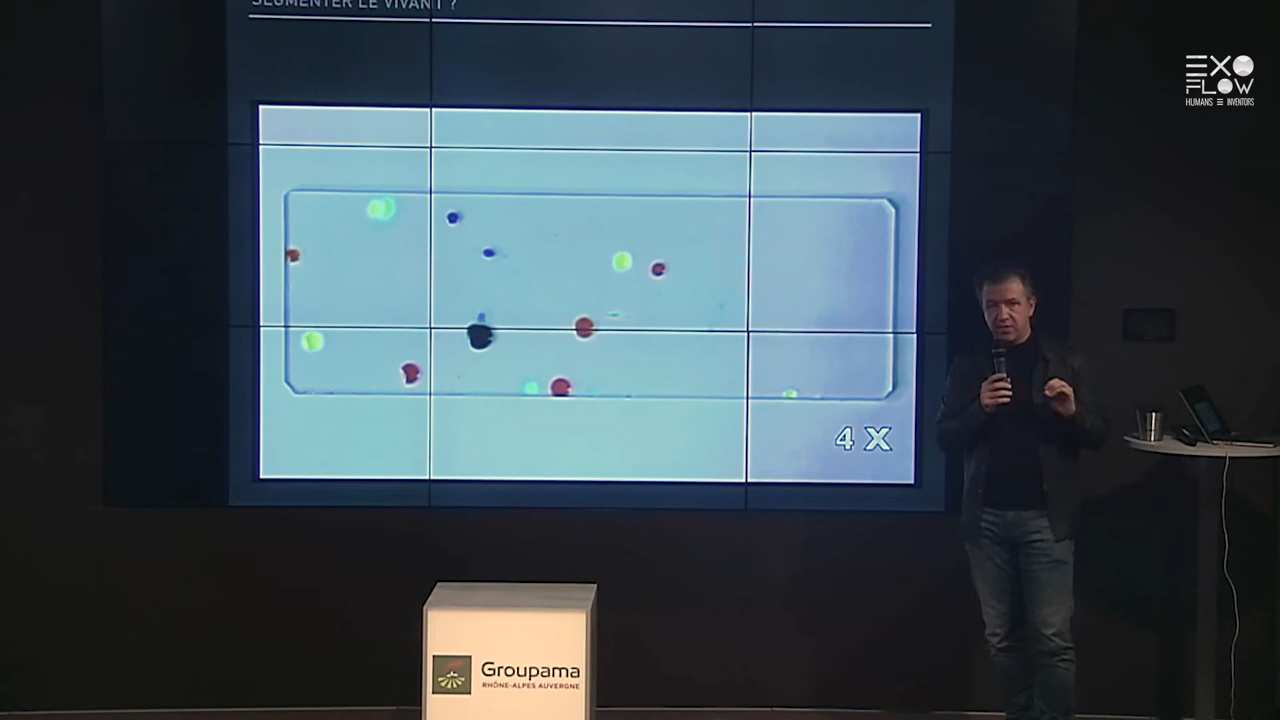 SEGMENTER LE VIVANT ?
EXO
FLOW
HUMANS ≡ INVENTORS
4 X
Groupama
RHÔNE-ALPES AUVERGNE